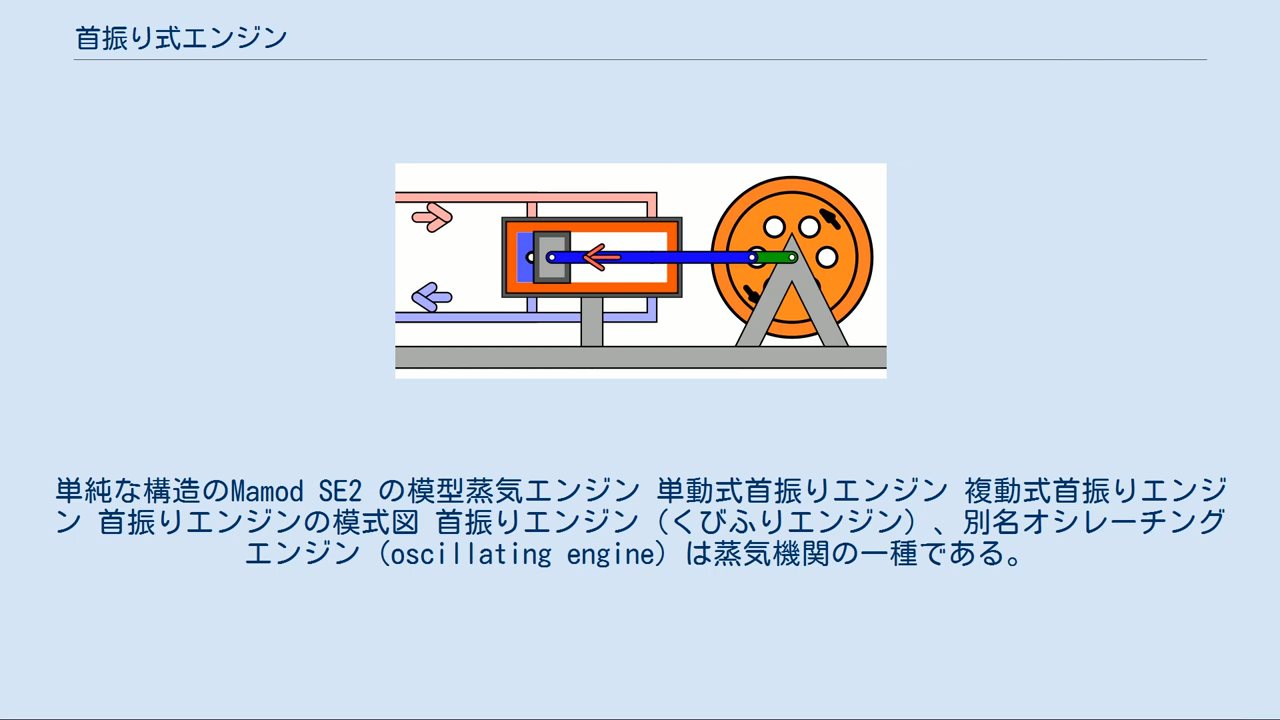 首振り式エンジン
単純な構造のMamod SE2 の模型蒸気エンジン 単動式首振りエンジン 複動式首振りエンジ
ン 首振りエンジンの模式図 首振りエンジン（くびふりエンジン）、別名オシレーチング
エンジン（oscillating engine）は蒸気機関の一種である。